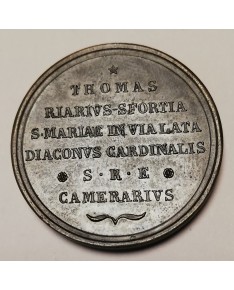 THOMAS
RIARIVS-SFORTIA
S·MARIAE IN VIA LATA
DIACONVS CARDINALIS
S·R·E
CAMERARIVS